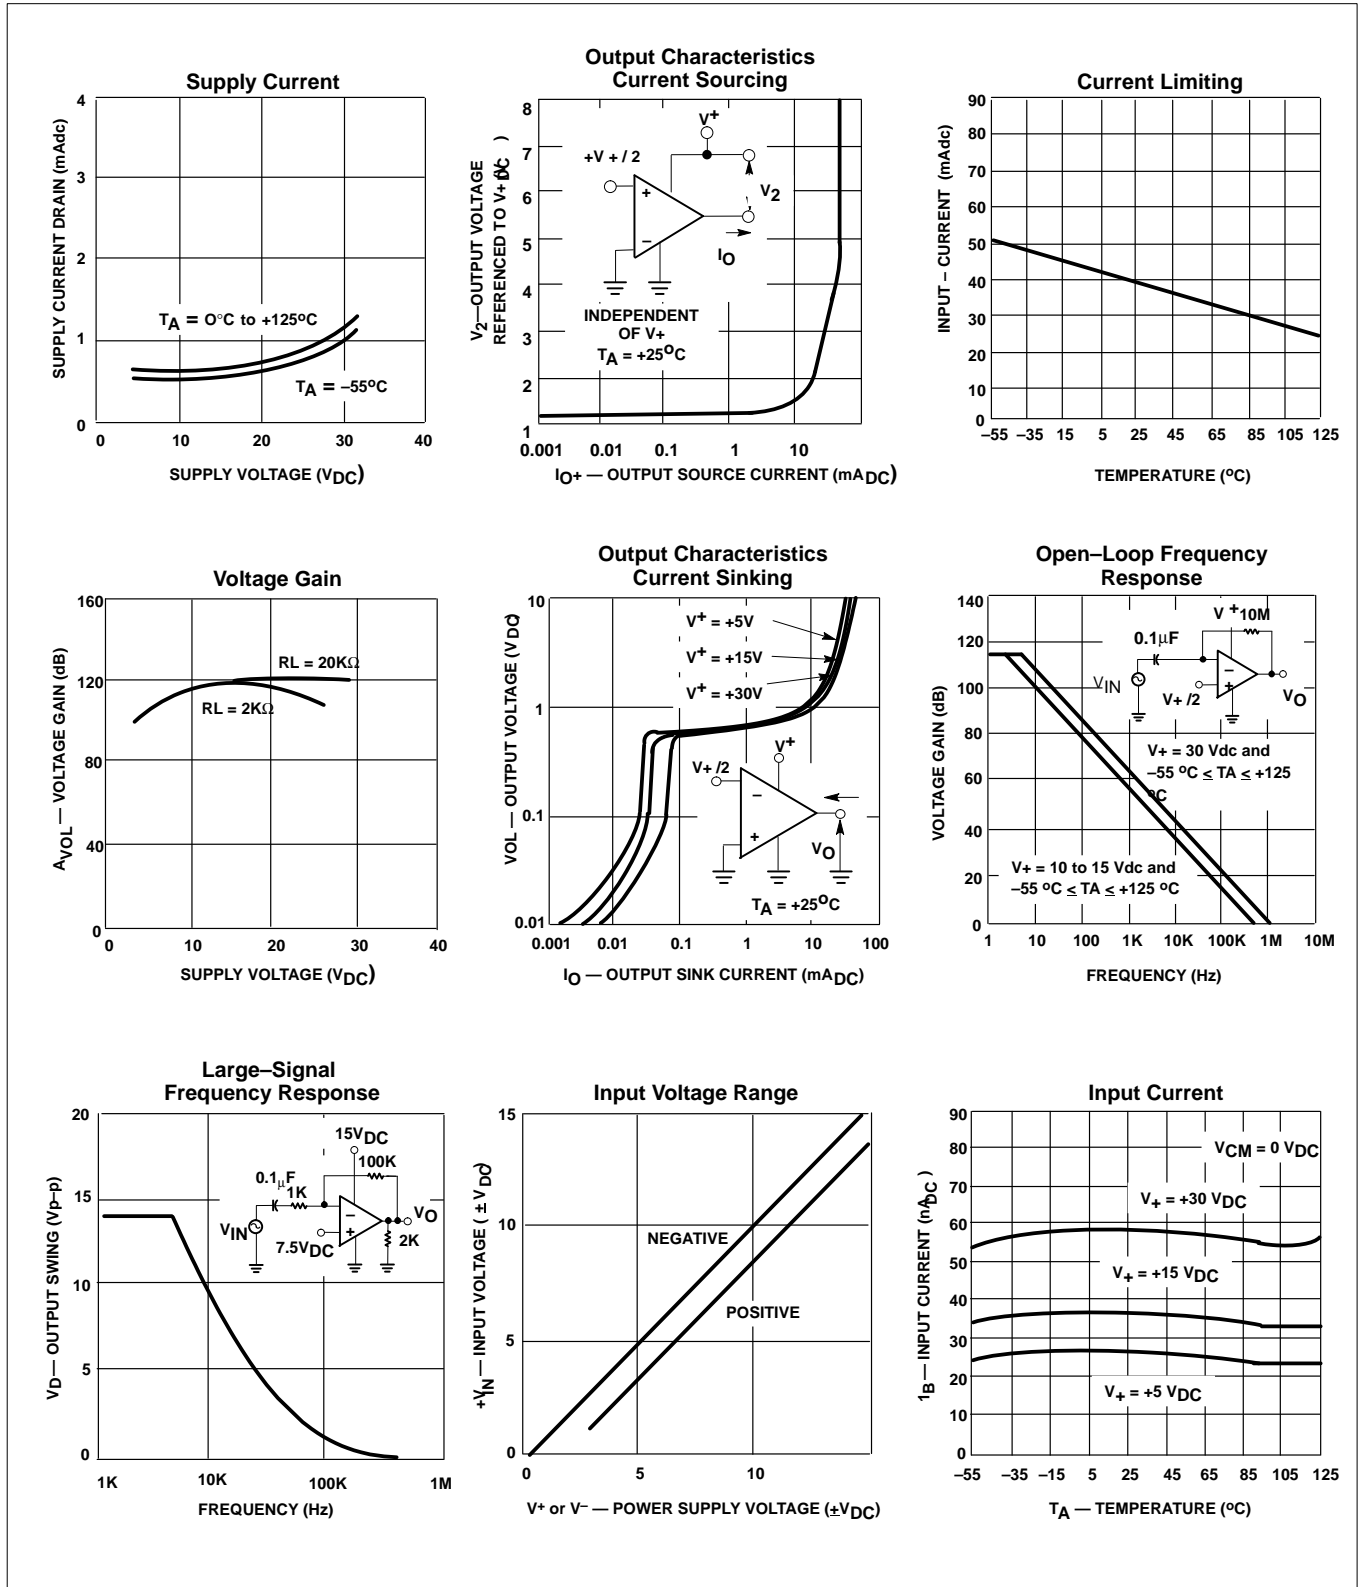 Supply Current
4
3
2
1
0
SUPPLY CURRENT DRAIN (mAdc)
TA = O°C to +125oC
TA = –55oC
0 10 20 30 40
SUPPLY VOLTAGE (VDC)
Output Characteristics
Current Sourcing
8
7
6
5
4
3
2
1
V2—OUTPUT VOLTAGE
REFERENCED TO V+ (VDC
V+
+V + / 2
+
–
V2
IO
INDEPENDENT
OF V+
TA = +25OC
0.001 0.01 0.1 1 10
IO+ — OUTPUT SOURCE CURRENT (mADC)
Current Limiting
90
80
70
60
50
40
30
20
10
0
INPUT – CURRENT (mAdc)
–55 –35 15 5 25 45 65 85 105 125
TEMPERATURE (oC)
Voltage Gain
160
120
80
40
0
AVOL — VOLTAGE GAIN (dB)
RL = 20KΩ
RL = 2KΩ
0 10 20 30 40
SUPPLY VOLTAGE (VDC)
Output Characteristics
Current Sinking
10
1
0.1
0.01
VOL — OUTPUT VOLTAGE (VDC)
V+ = +5V
V+ = +15V
V+ = +30V
V+
V+ /2
–
+
VO
TA = +25OC
0.001 0.01 0.1 1 10 100
IO — OUTPUT SINK CURRENT (mADC)
Open–Loop Frequency
Response
140
120
100
80
60
40
20
0
VOLTAGE GAIN (dB)
V + 10M
0.1µF
VIN
–
+
V+ /2
VO
V+ = 30 Vdc and
–55 oC ≤ TA ≤ +125
oC
V+ = 10 to 15 Vdc and
–55 oC ≤ TA ≤ +125 oC
1 10 100 1K 10K 100K 1M 10M
FREQUENCY (Hz)
Large–Signal
Frequency Response
20
15
10
5
0
VD— OUTPUT SWING (Vp–p)
15VDC
100K
0.1µF
1K
VIN
–
+
VO
7.5VDC
2K
1K 10K 100K 1M
FREQUENCY (Hz)
Input Voltage Range
15
10
5
0
+VIN — INPUT VOLTAGE ( ±VDC)
NEGATIVE
POSITIVE
0 5 10
V+ or V– — POWER SUPPLY VOLTAGE (±VDC)
Input Current
90
80
70
60
50
40
30
20
10
0
IB — INPUT CURRENT (nADC)
VCM = 0 VDC
V+ = +30 VDC
V+ = +15 VDC
V+ = +5 VDC
–55 –35 –15 5 25 45 65 85 105 125
TA — TEMPERATURE (oC)